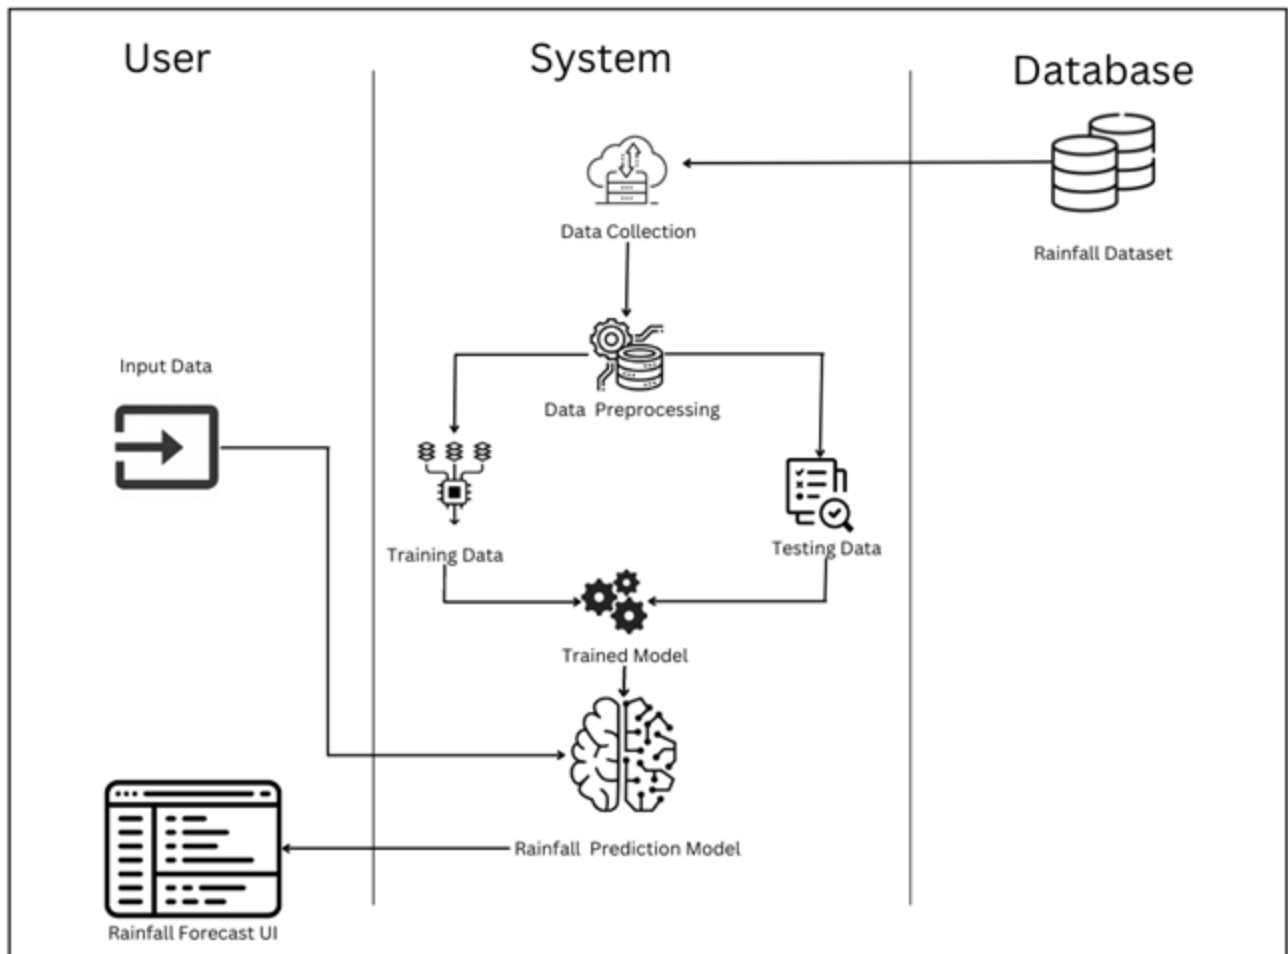 User
System
Database
Data Collection
Rainfall Dataset
Input Data
Data Preprocessing
Training Data
Testing Data
Trained Model
Rainfall Prediction Model
Rainfall Forecast UI